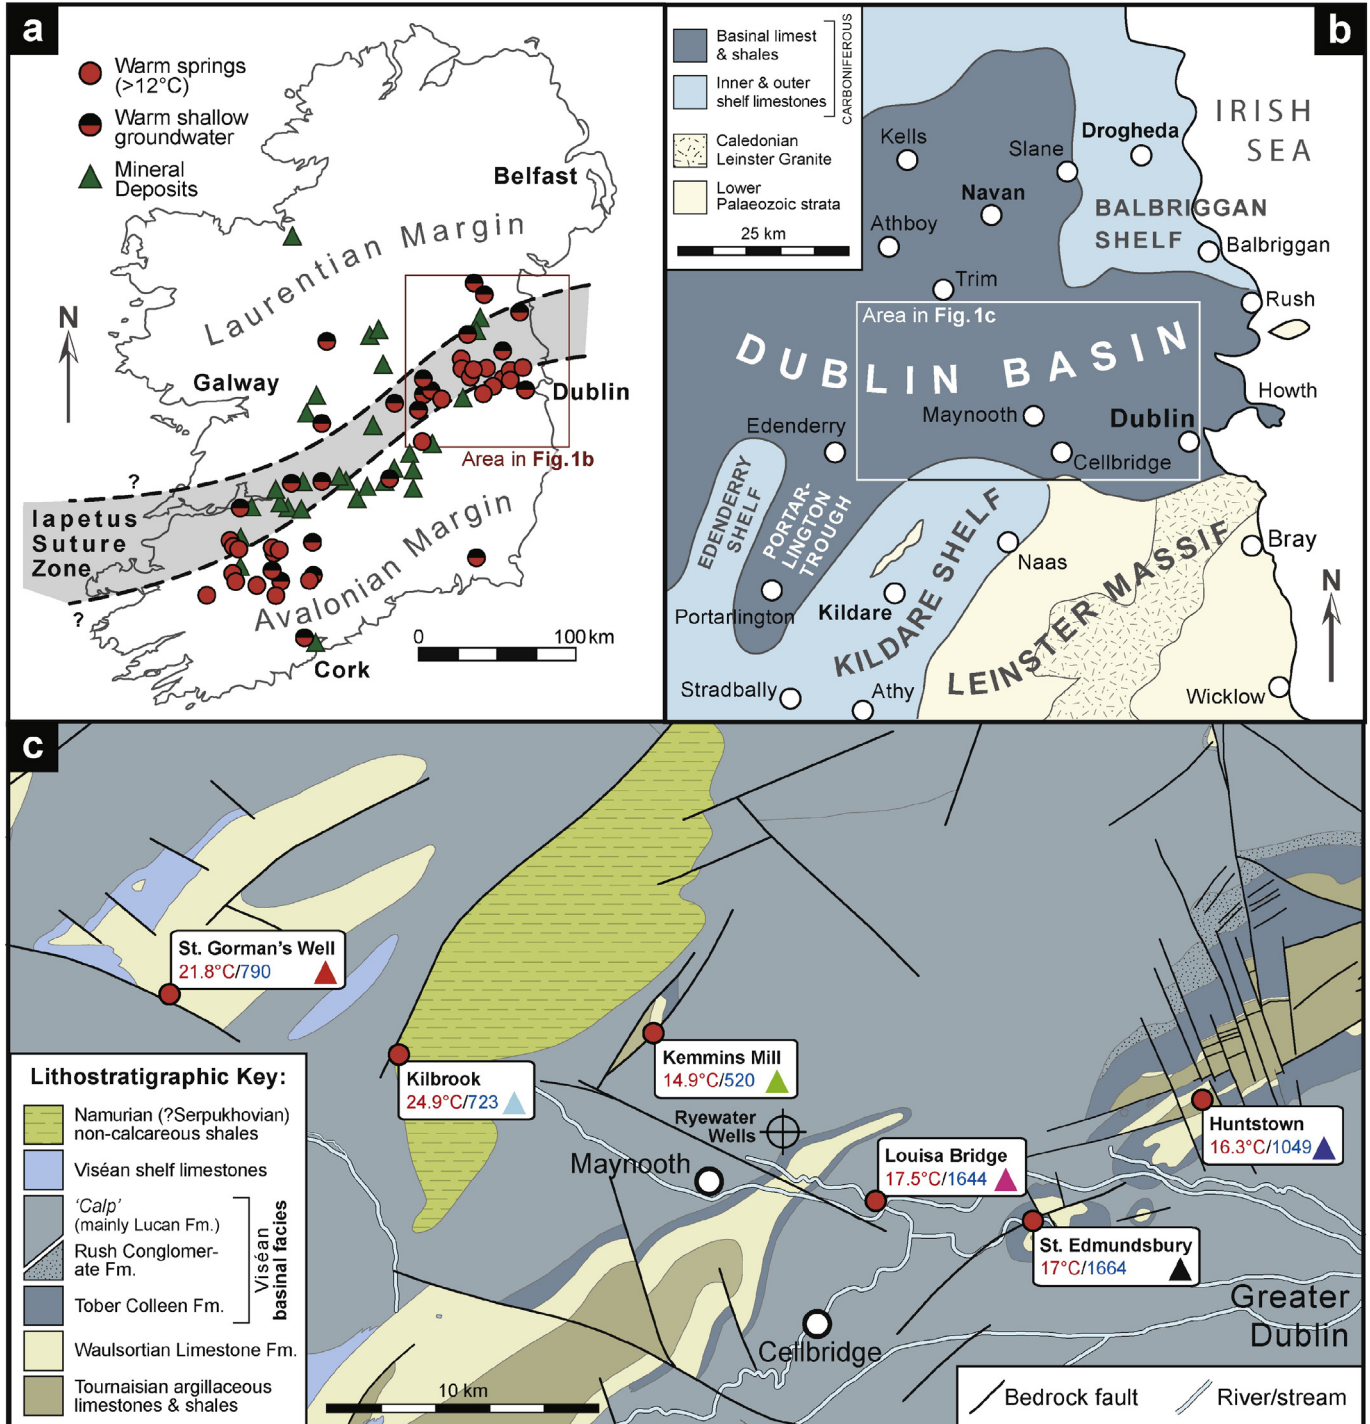 a
Warm springs
(>12°C)
Warm shallow
groundwater
Mineral
Deposits
Belfast
Laurentian Margin
N
Galway
Dublin
Area in Fig.1b
?
Iapetus
Suture
Zone
?
Avalonian Margin
0 100 km
Cork
b
Basinal limest
& shales
Inner & outer
shelf limestones
CARBONIFEROUS
Caledonian
Leinster Granite
Lower
Palaeozoic strata
25 km
IRISH
SEA
Drogheda
Kells
Slane
Navan
BALBRIGGAN
SHELF
Athboy
Balbriggan
Trim
Rush
Area in Fig.1c
DUBLIN BASIN
Howth
Maynooth
Dublin
Edenderry
Cellbridge
EDENDERRY
SHELF
PORTAR-
LINGTON
TROUGH
KILDARE SHELF
Naas
Bray
LEINSTER MASSIF
N
Portarlington
Kildare
Stradbally
Athy
Wicklow
c
St. Gorman's Well
21.8°C/790
Kilbrook
24.9°C/723
Kemmins Mill
14.9°C/520
Ryewater
Wells
Maynooth
Louisa Bridge
17.5°C/1644
Huntstown
16.3°C/1049
St. Edmundsbury
17°C/1664
Greater
Dublin
Cellbridge
Lithostratigraphic Key:
Namurian (?Serpukhovian)
non-calcareous shales
Viséan shelf limestones
'Calp'
(mainly Lucan Fm.)
Rush Conglomer-
ate Fm.
Tober Colleen Fm.
Viséan
basinal facies
Waulsortian Limestone Fm.
Tournaisian argillaceous
limestones & shales
10 km
Bedrock fault
River/stream